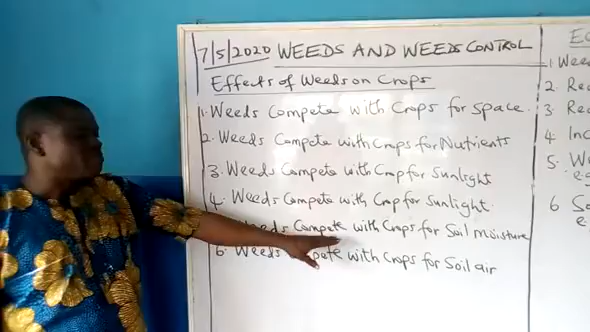 7/5/2020 WEEDS AND WEEDS CONTROL
Effects of Weeds on Crops
1. Weeds Compete with Crops for Space.
2. Weeds Compete with Crops for Nutrients
3. Weeds Compete with Crop for Sunlight
4. Weeds Compete with Crop for Sunlight.
Compete with Crops for Soil Moisture
6. Weeds with Crops for Soil air
1
2.
3
4
5.
e.g
6